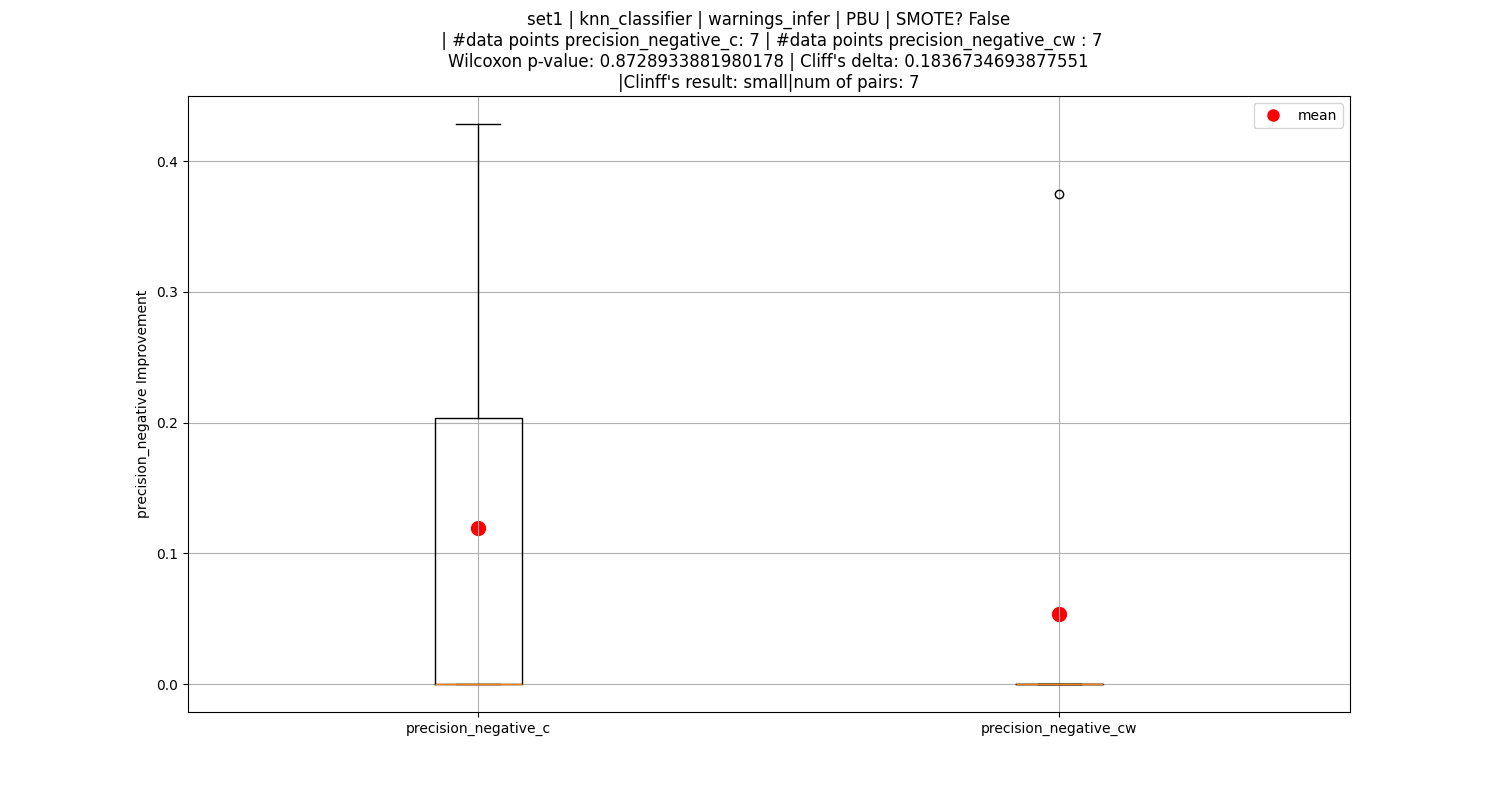 set1 | knn_classifier | warnings_infer | PBU | SMOTE? False
| #data points precision_negative_c: 7 | #data points precision_negative_cw : 7
Wilcoxon p-value: 0.8728933881980178 | Cliff's delta: 0.1836734693877551
|Clinff's result: small|num of pairs: 7
mean
0.4
0.3
0.2
0.1
0.0
precision_negative Improvement
precision_negative_c
precision_negative_cw